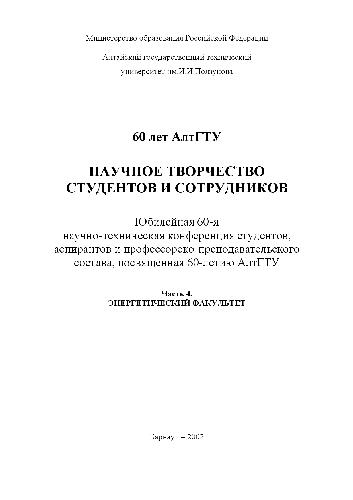 Министерство образования Российской Федерации
Алтайский государственный технический
университет им.И.И.Ползунова
60 лет АлтГТУ
НАУЧНОЕ ТВОРЧЕСТВО
СТУДЕНТОВ И СОТРУДНИКОВ
Юбилейная 60-я
научно-техническая конференция студентов,
аспирантов и профессорско-преподавательского
состава, посвященная 60-летию АлтГТУ
Часть 4.
ЭНЕРГЕТИЧЕСКИЙ ФАКУЛЬТЕТ
Барнаул – 2002